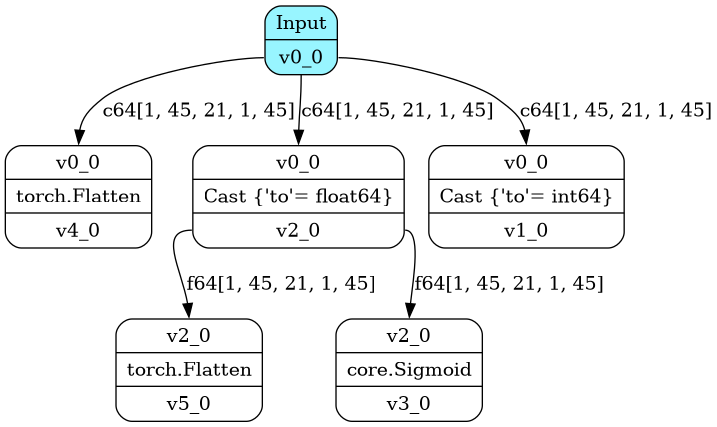 Input
v0_0
c64[1, 45, 21, 1, 45]
c64[1, 45, 21, 1, 45]
c64[1, 45, 21, 1, 45]
v0_0
torch.Flatten
v4_0
v0_0
Cast {'to'= float64}
v2_0
v0_0
Cast {'to'= int64}
v1_0
f64[1, 45, 21, 1, 45]
f64[1, 45, 21, 1, 45]
v2_0
torch.Flatten
v5_0
v2_0
core.Sigmoid
v3_0